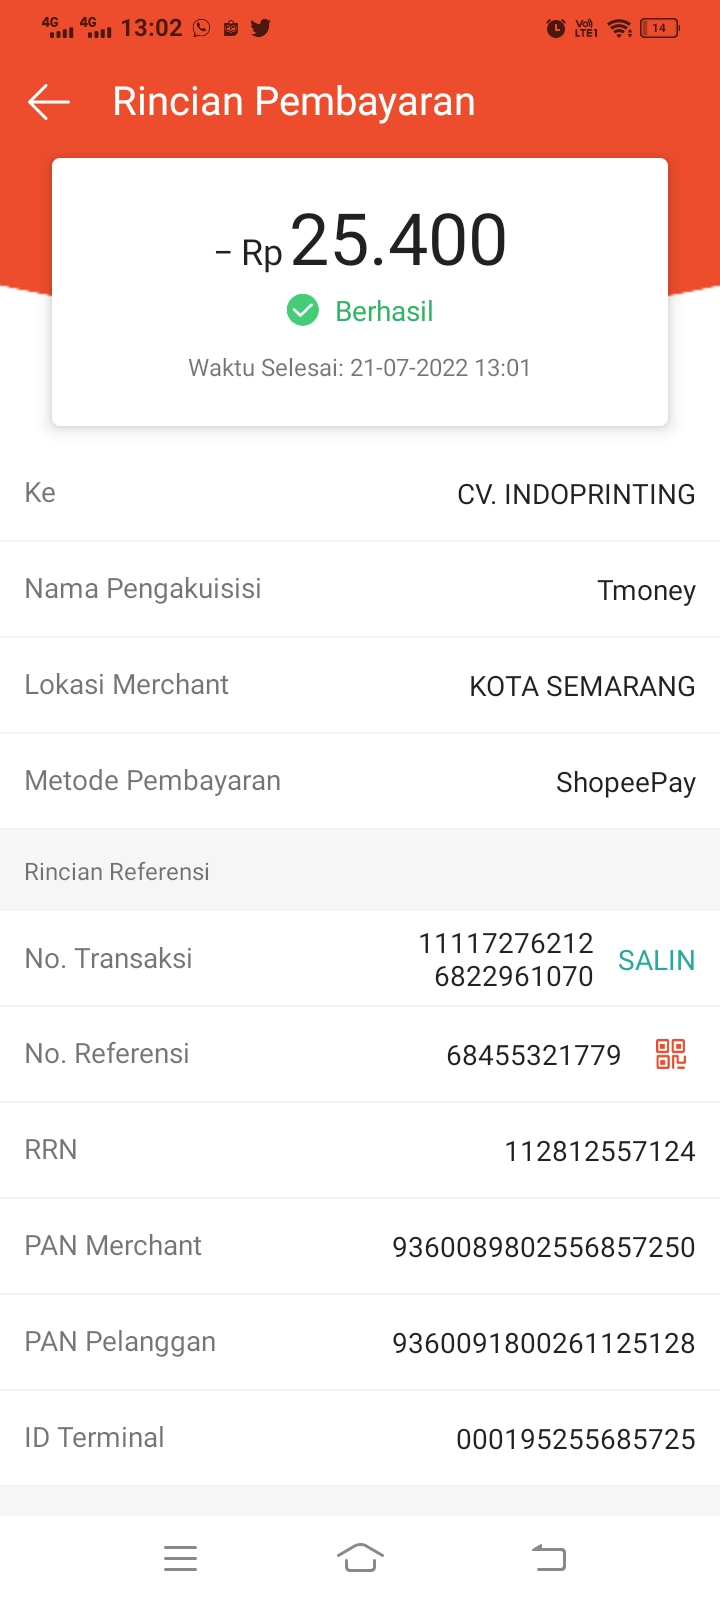 4G 4G 13:02 VoI) LTE1 14
Rincian Pembayaran
− Rp 25.400
Berhasil
Waktu Selesai: 21-07-2022 13:01
Ke CV. INDOPRINTING
Nama Pengakuisisi Tmoney
Lokasi Merchant KOTA SEMARANG
Metode Pembayaran ShopeePay
Rincian Referensi
No. Transaksi 11117276212
6822961070 SALIN
No. Referensi 68455321779
RRN 112812557124
PAN Merchant 9360089802556857250
PAN Pelanggan 9360091800261125128
ID Terminal 000195255685725